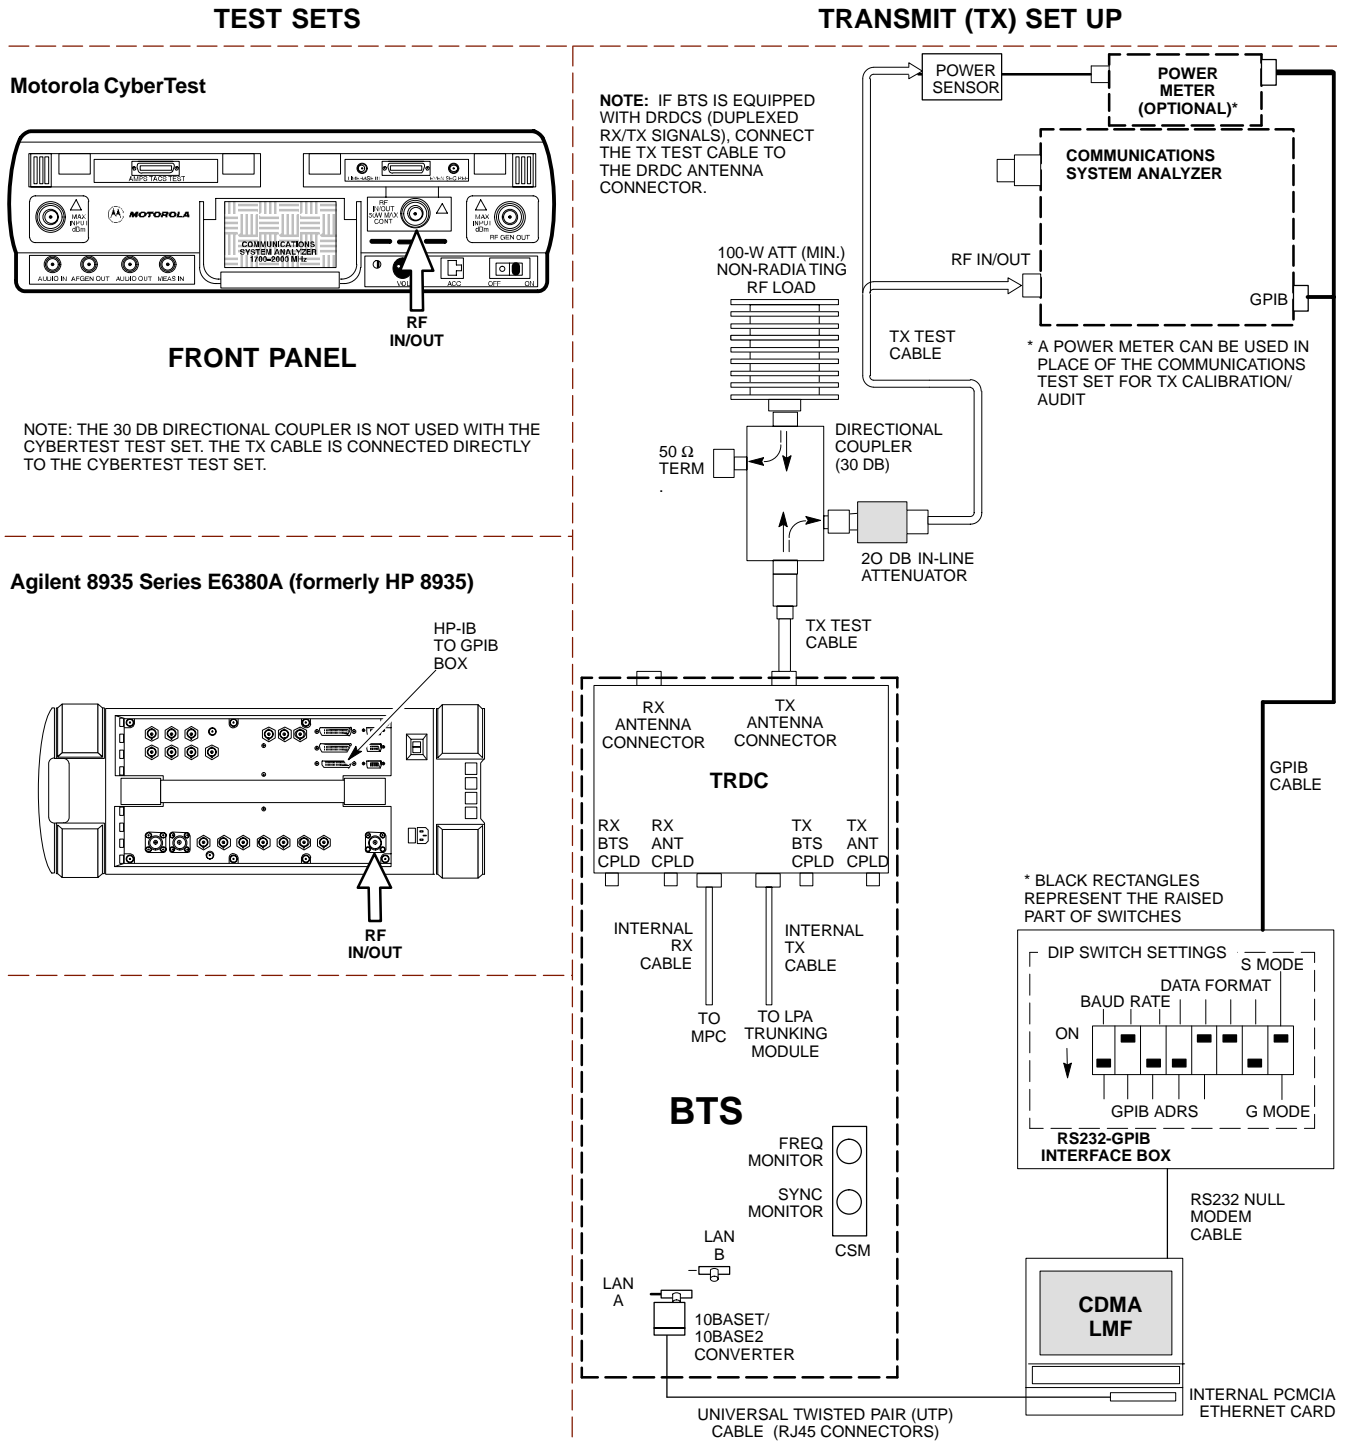 TEST SETS
TRANSMIT (TX) SET UP
Motorola CyberTest
AMPS TACS TEST
MAX
INPUT
dBm
MOTOROLA
RF
IN/OUT
50W MAX
CONT
MAX
INPUT
dBm
RF GEN OUT
COMMUNICATIONS
SYSTEM ANALYZER
1700–2000 MHz
AUDIO IN AFGEN OUT AUDIO OUT MEAS IN
ACC
OFF
ON
RF
IN/OUT
FRONT PANEL
NOTE: THE 30 DB DIRECTIONAL COUPLER IS NOT USED WITH THE
CYBERTEST TEST SET. THE TX CABLE IS CONNECTED DIRECTLY
TO THE CYBERTEST TEST SET.
Agilent 8935 Series E6380A (formerly HP 8935)
HP-IB
TO GPIB
BOX
RF
IN/OUT
NOTE: IF BTS IS EQUIPPED
WITH DRDCS (DUPLEXED
RX/TX SIGNALS), CONNECT
THE TX TEST CABLE TO
THE DRDC ANTENNA
CONNECTOR.
POWER
SENSOR
POWER
METER
(OPTIONAL)*
COMMUNICATIONS
SYSTEM ANALYZER
RF IN/OUT
GPIB
100-W ATT (MIN.)
NON-RADIA TING
RF LOAD
TX TEST
CABLE
* A POWER METER CAN BE USED IN
PLACE OF THE COMMUNICATIONS
TEST SET FOR TX CALIBRATION/
AUDIT
DIRECTIONAL
COUPLER
(30 DB)
50 Ω
TERM
.
2O DB IN-LINE
ATTENUATOR
TX TEST
CABLE
RX
ANTENNA
CONNECTOR
TX
ANTENNA
CONNECTOR
TRDC
RX
BTS
CPLD
RX
ANT
CPLD
TX
BTS
CPLD
TX
ANT
CPLD
INTERNAL
RX
CABLE
INTERNAL
TX
CABLE
TO
MPC
TO LPA
TRUNKING
MODULE
BTS
FREQ
MONITOR
SYNC
MONITOR
CSM
LAN
B
LAN
A
10BASET/
10BASE2
CONVERTER
UNIVERSAL TWISTED PAIR (UTP)
CABLE (RJ45 CONNECTORS)
GPIB
CABLE
* BLACK RECTANGLES
REPRESENT THE RAISED
PART OF SWITCHES
DIP SWITCH SETTINGS
S MODE
DATA FORMAT
BAUD RATE
ON
GPIB ADRS
G MODE
RS232-GPIB
INTERFACE BOX
RS232 NULL
MODEM
CABLE
CDMA
LMF
INTERNAL PCMCIA
ETHERNET CARD